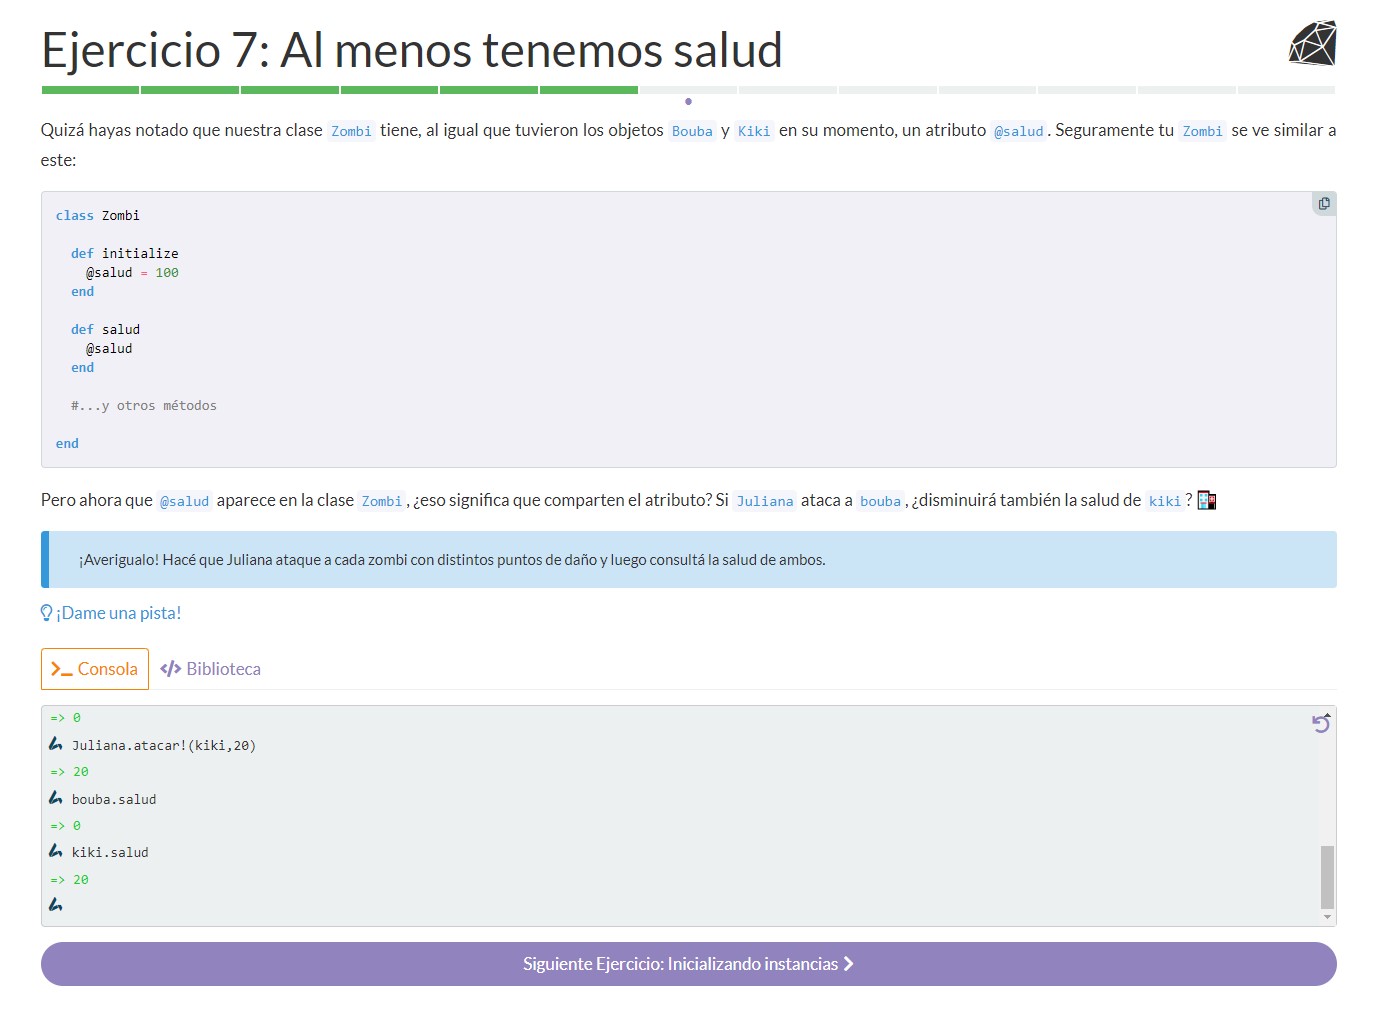 Ejercicio 7: Al menos tenemos salud
Quizá hayas notado que nuestra clase Zombi tiene, al igual que tuvieron los objetos Bouba y Kiki en su momento, un atributo @salud. Seguramente tu Zombi se ve similar a
este:
class Zombi
def initialize
@salud = 100
end
def salud
@salud
end
#...y otros métodos
end
Pero ahora que @salud aparece en la clase Zombi, ¿eso significa que comparten el atributo? Si Juliana ataca a bouba, ¿disminuirá también la salud de kiki?
¡Averigualo! Hacé que Juliana ataque a cada zombi con distintos puntos de daño y luego consultá la salud de ambos.
¡Dame una pista!
Consola Biblioteca
=> 0
Juliana.atacar!(kiki,20)
=> 20
bouba.salud
=> 0
kiki.salud
=> 20
Siguiente Ejercicio: Inicializando instancias